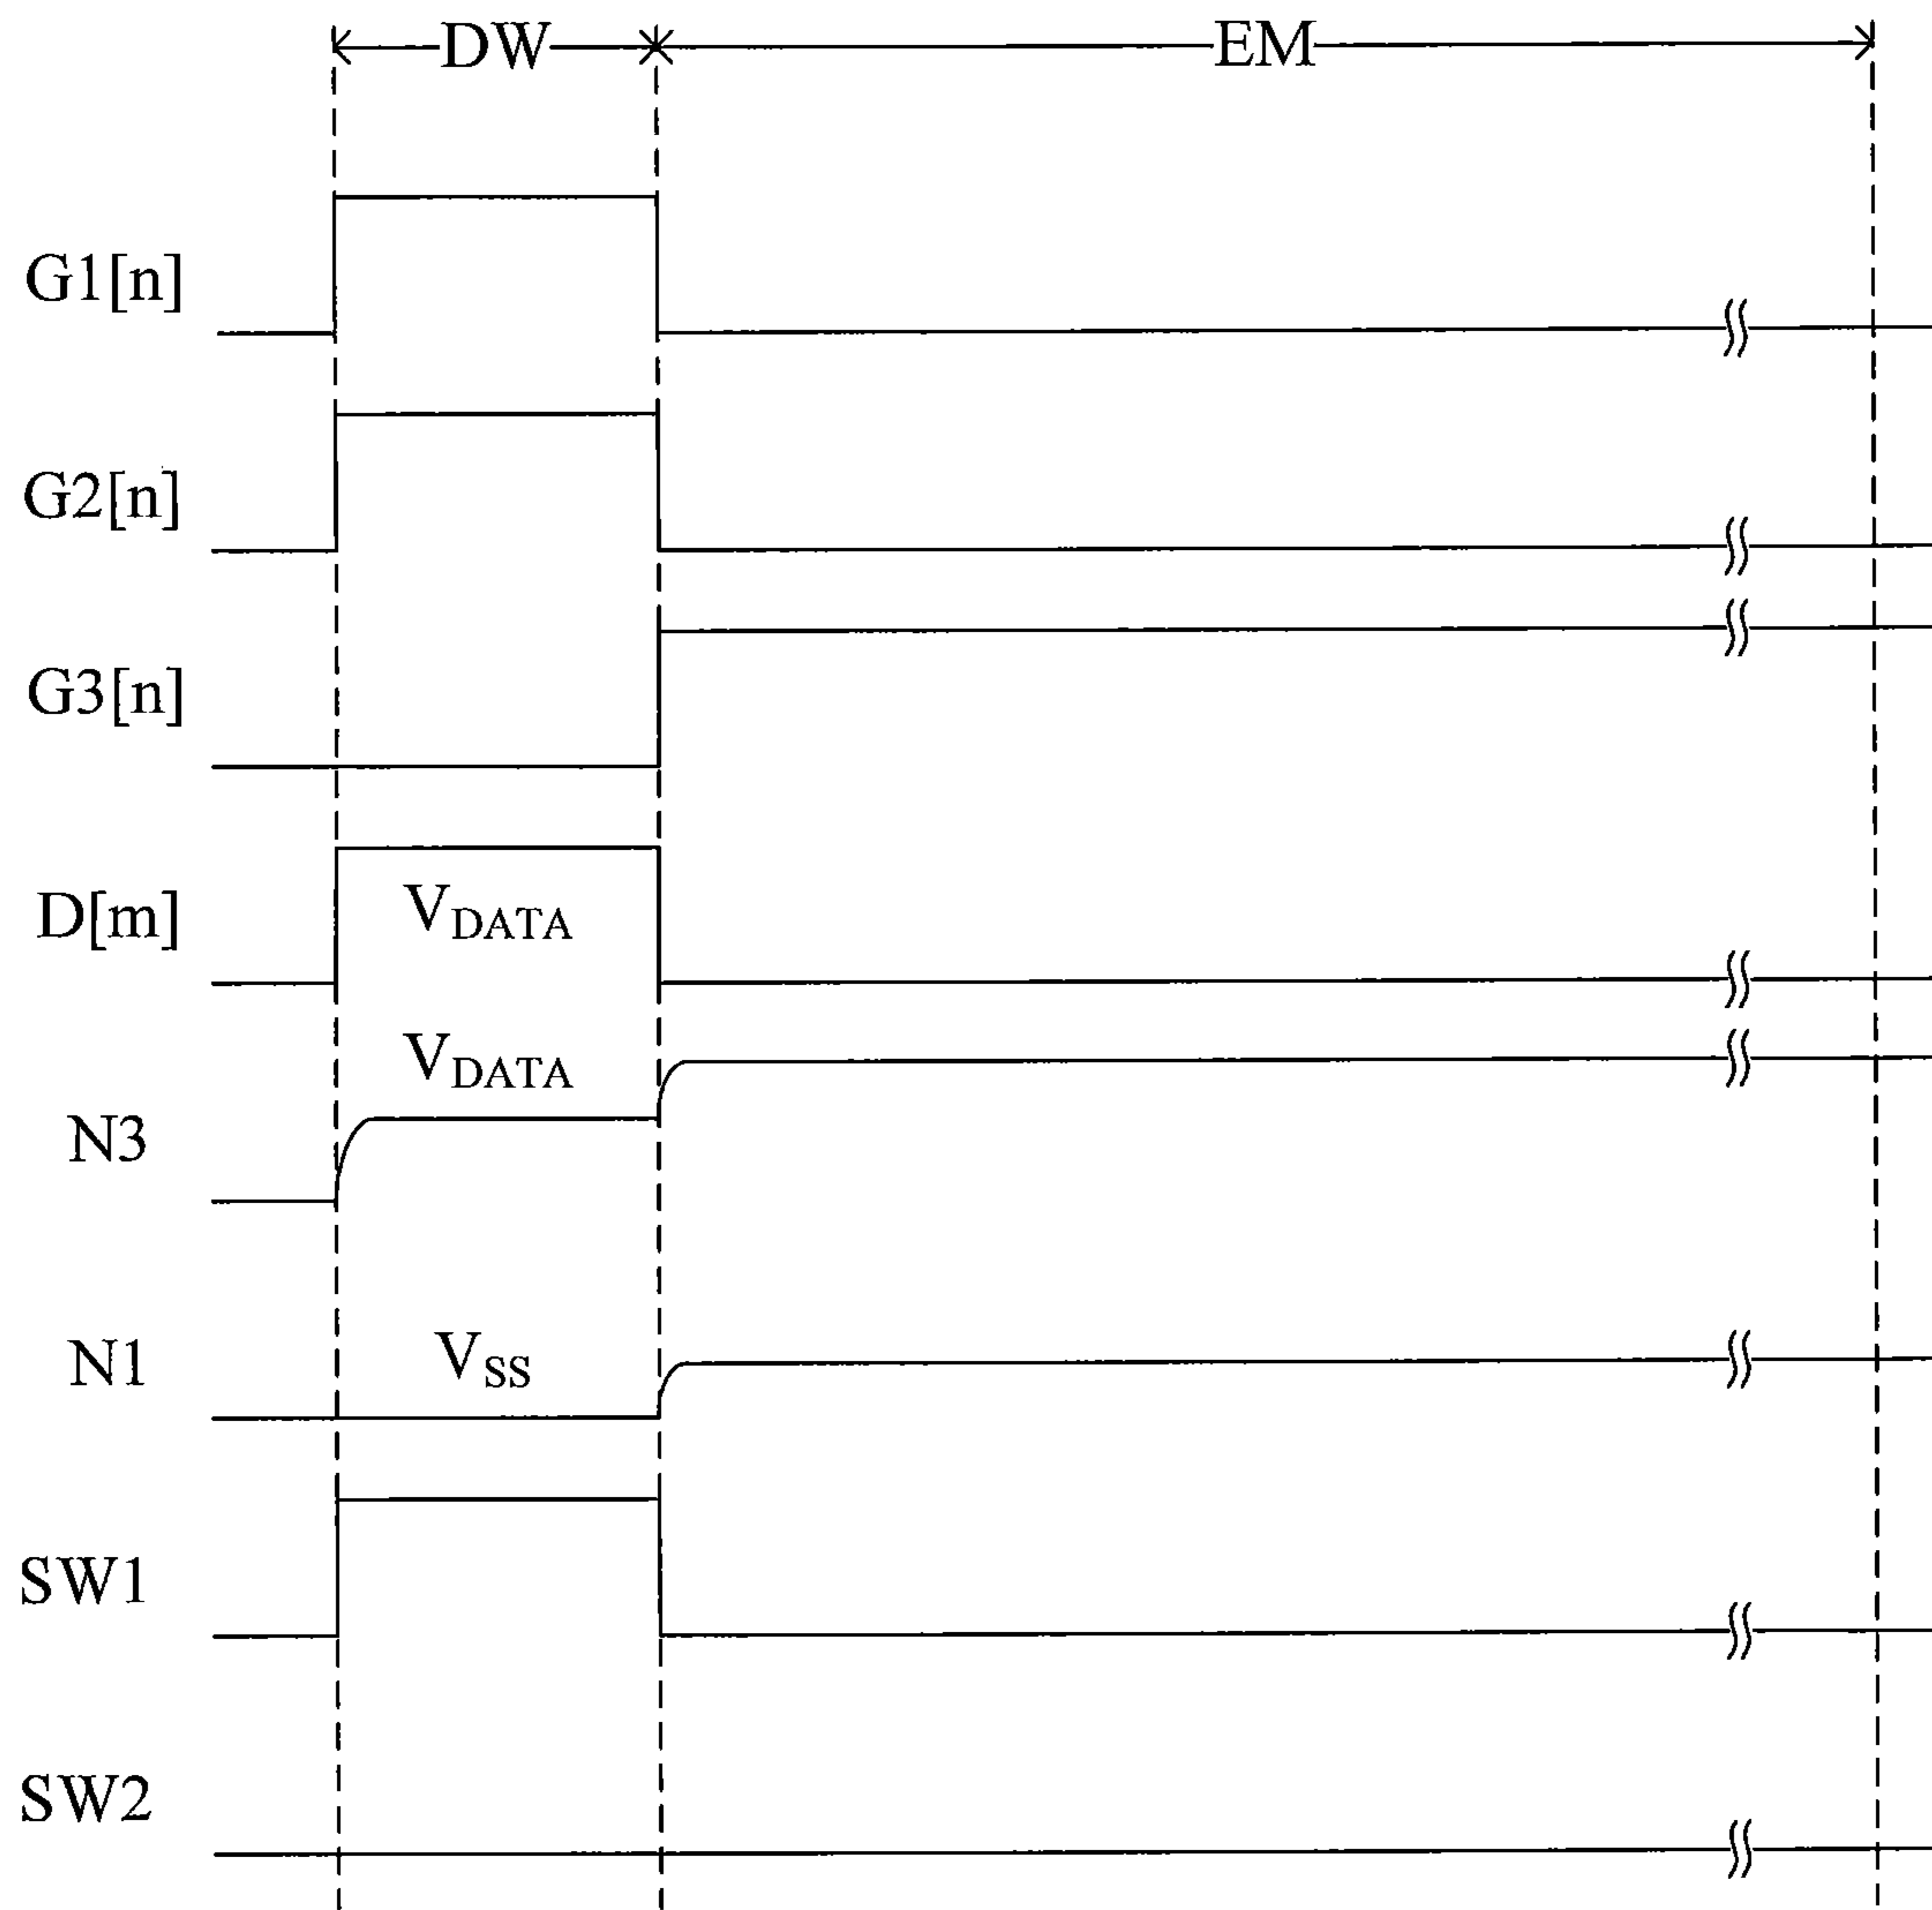 DW EM
G1[n]
G2[n]
G3[n]
D[m] VDATA
VDATA
N3
N1 VSS
SW1
SW2